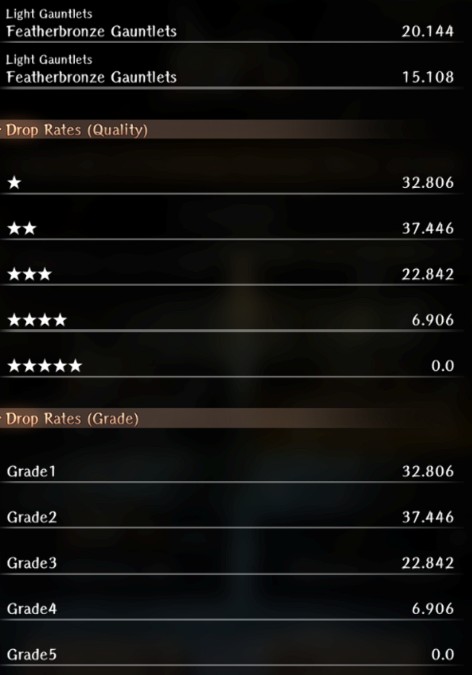 Light Gauntlets
Featherbronze Gauntlets 20.144
Light Gauntlets
Featherbronze Gauntlets 15.108
Drop Rates (Quality)
★ 32.806
★★ 37.446
★★★ 22.842
★★★★ 6.906
★★★★★ 0.0
Drop Rates (Grade)
Grade1 32.806
Grade2 37.446
Grade3 22.842
Grade4 6.906
Grade5 0.0